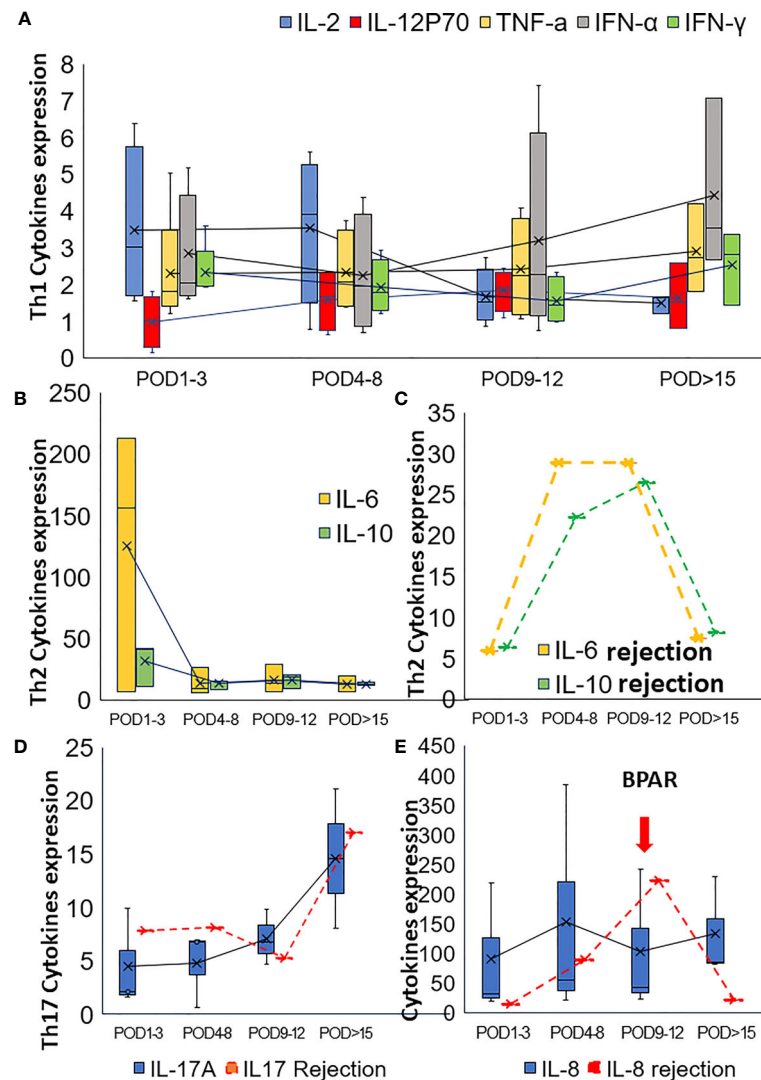 A
IL-2 IL-12P70 TNF-a IFN-α IFN-γ
Th1 Cytokines expression
8
7
6
5
4
3
2
1
0
POD1-3 POD4-8 POD9-12 POD>15
B
Th2 Cytokines expression
250
200
150
100
50
0
IL-6
IL-10
POD1-3 POD4-8 POD9-12 POD>15
C
Th2 Cytokines expression
35
30
25
20
15
10
5
0
IL-6 rejection
IL-10 rejection
POD1-3 POD4-8 POD9-12 POD>15
D
Th17 Cytokines expression
25
20
15
10
5
0
POD1-3 POD4-8 POD9-12 POD>15
IL-17A IL17 Rejection
E
Cytokines expression
450
400
350
300
250
200
150
100
50
0
BPAR
POD1-3 POD4-8 POD9-12 POD>15
IL-8 IL-8 rejection